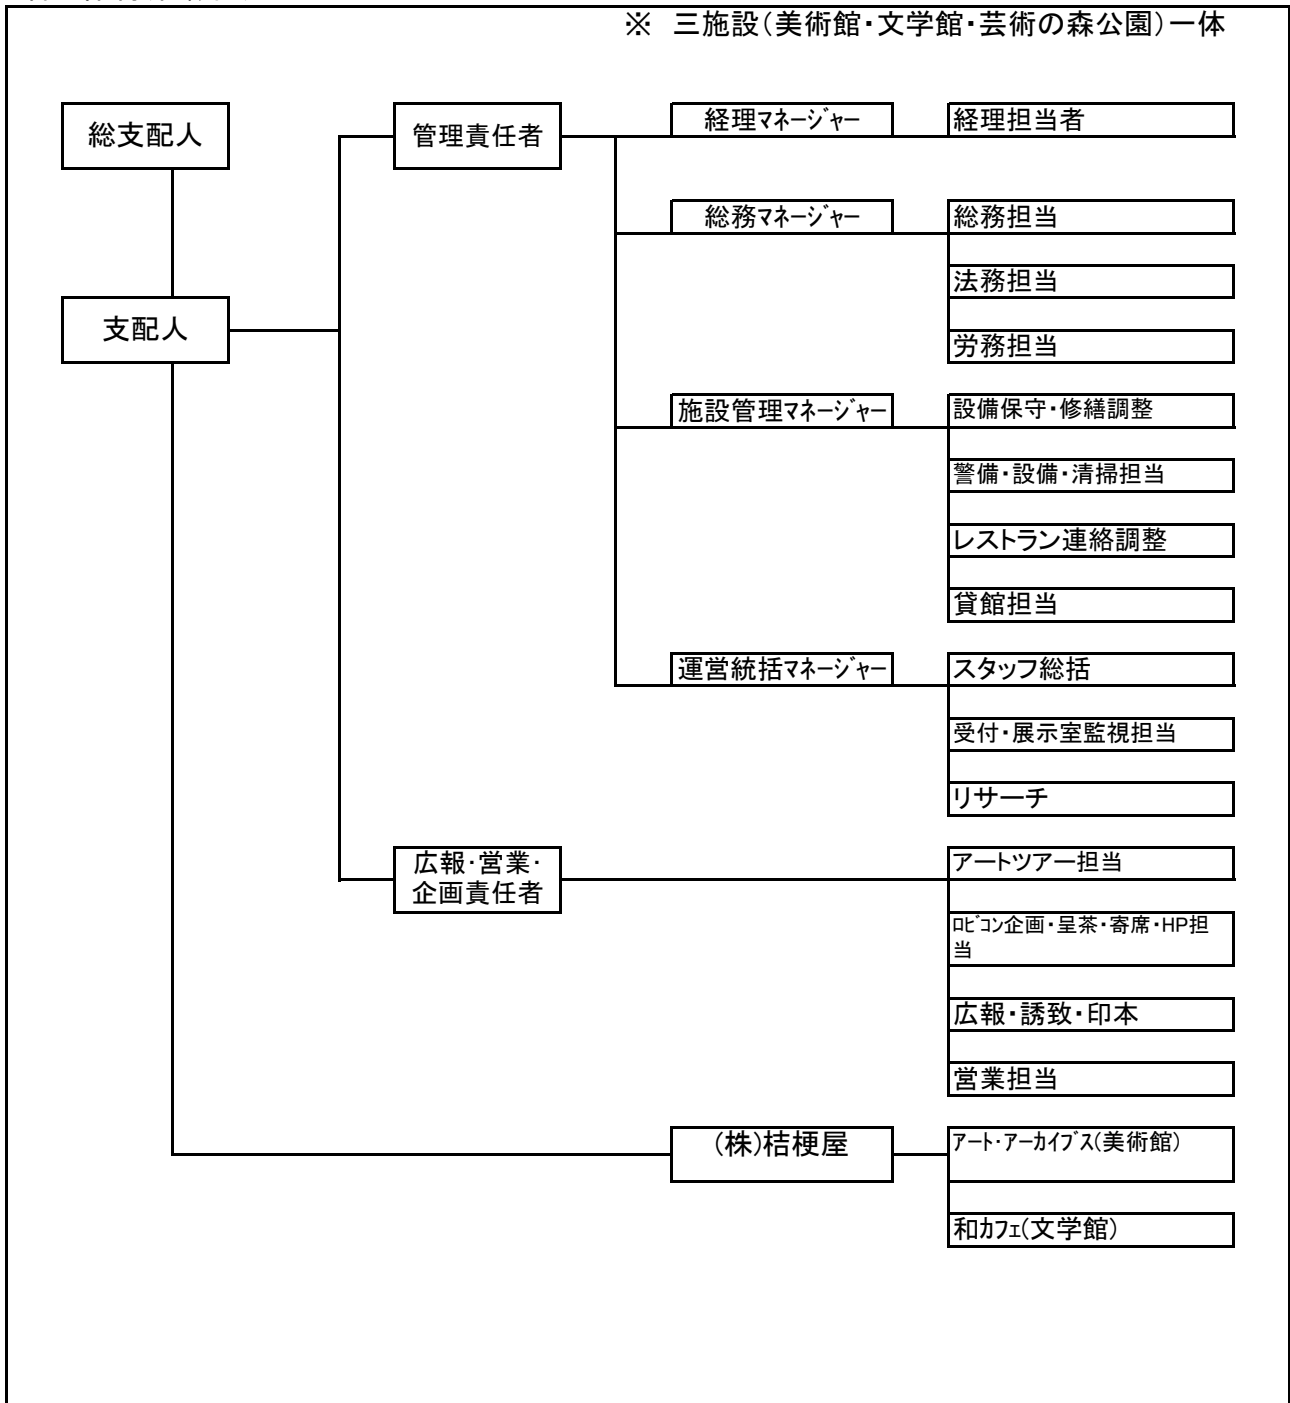 ※ 三施設(美術館・文学館・芸術の森公園)一体
総支配人
管理責任者
経理ﾏﾈｰｼﾞｬｰ
経理担当者
総務ﾏﾈｰｼﾞｬｰ
総務担当
法務担当
支配人
労務担当
施設管理ﾏﾈｰｼﾞｬｰ
設備保守・修繕調整
警備・設備・清掃担当
レストラン連絡調整
貸館担当
運営統括ﾏﾈｰｼﾞｬｰ
スタッフ総括
受付・展示室監視担当
リサーチ
広報・営業・
企画責任者
アートツアー担当
ﾛﾋﾞｺﾝ企画・呈茶・寄席・HP担
当
広報・誘致・印本
営業担当
(株)桔梗屋
ｱｰﾄ・ｱｰｶｲﾌﾞｽ(美術館)
和ｶﾌｪ(文学館)